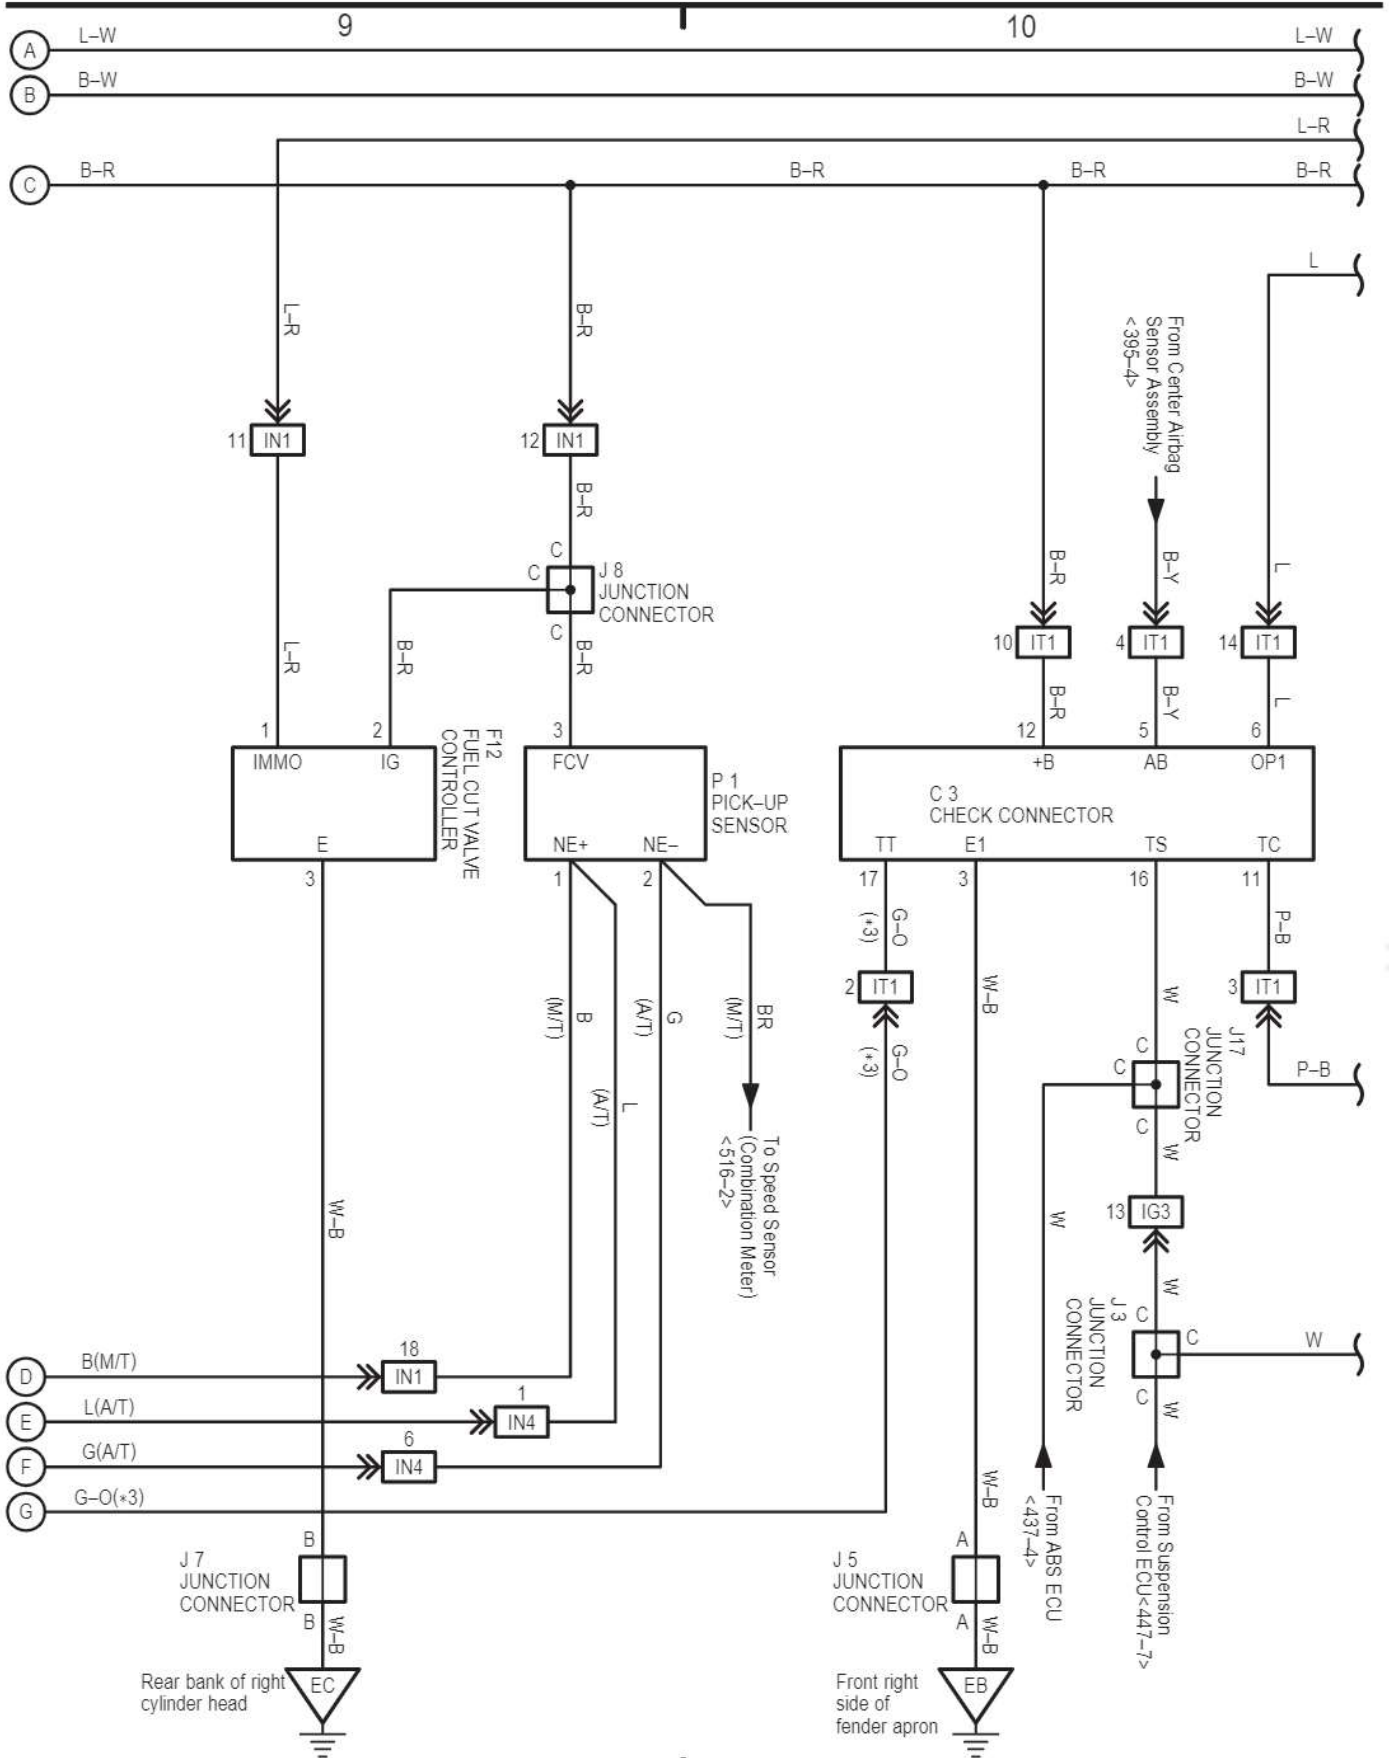 9
10
A
L–W
L–W
B
B–W
B–W
L–R
C
B–R
B–R
B–R
B–R
L
L–R
B–R
From Center Airbag
Sensor Assembly
<395–4>
11
IN1
12
IN1
B–R
C
C
J 8
JUNCTION
CONNECTOR
C
B–R
B–Y
L
10
IT1
4
IT1
14
IT1
L–R
B–R
B–R
B–R
B–Y
L
1
2
3
12
5
6
IMMO
IG
F12
FUEL CUT VALVE
CONTROLLER
FCV
P 1
PICK–UP
SENSOR
+B
AB
OP1
C 3
CHECK CONNECTOR
E
NE+
NE–
TT
E1
TS
TC
3
1
2
17
3
16
11
G–O
(*3)
P–B
B
(M/T)
G
(A/T)
BR
(M/T)
2
IT1
W–B
W
3
IT1
G–O
(*3)
C
C
J17
JUNCTION
CONNECTOR
C
P–B
L
(A/T)
To Speed Sensor
(Combination Meter)
<516–2>
W
W–B
W
13
IG3
W
C
J 3
JUNCTION
CONNECTOR
C
W
C
W
D
B(M/T)
18
IN1
E
L(A/T)
1
IN4
F
G(A/T)
6
IN4
G
G–O(*3)
W–B
From ABS ECU
<437–4>
From Suspension
Control ECU<447–7>
B
J 7
JUNCTION
CONNECTOR
B
W–B
A
J 5
JUNCTION
CONNECTOR
A
W–B
Rear bank of right
cylinder head
EC
Front right
side of
fender apron
EB